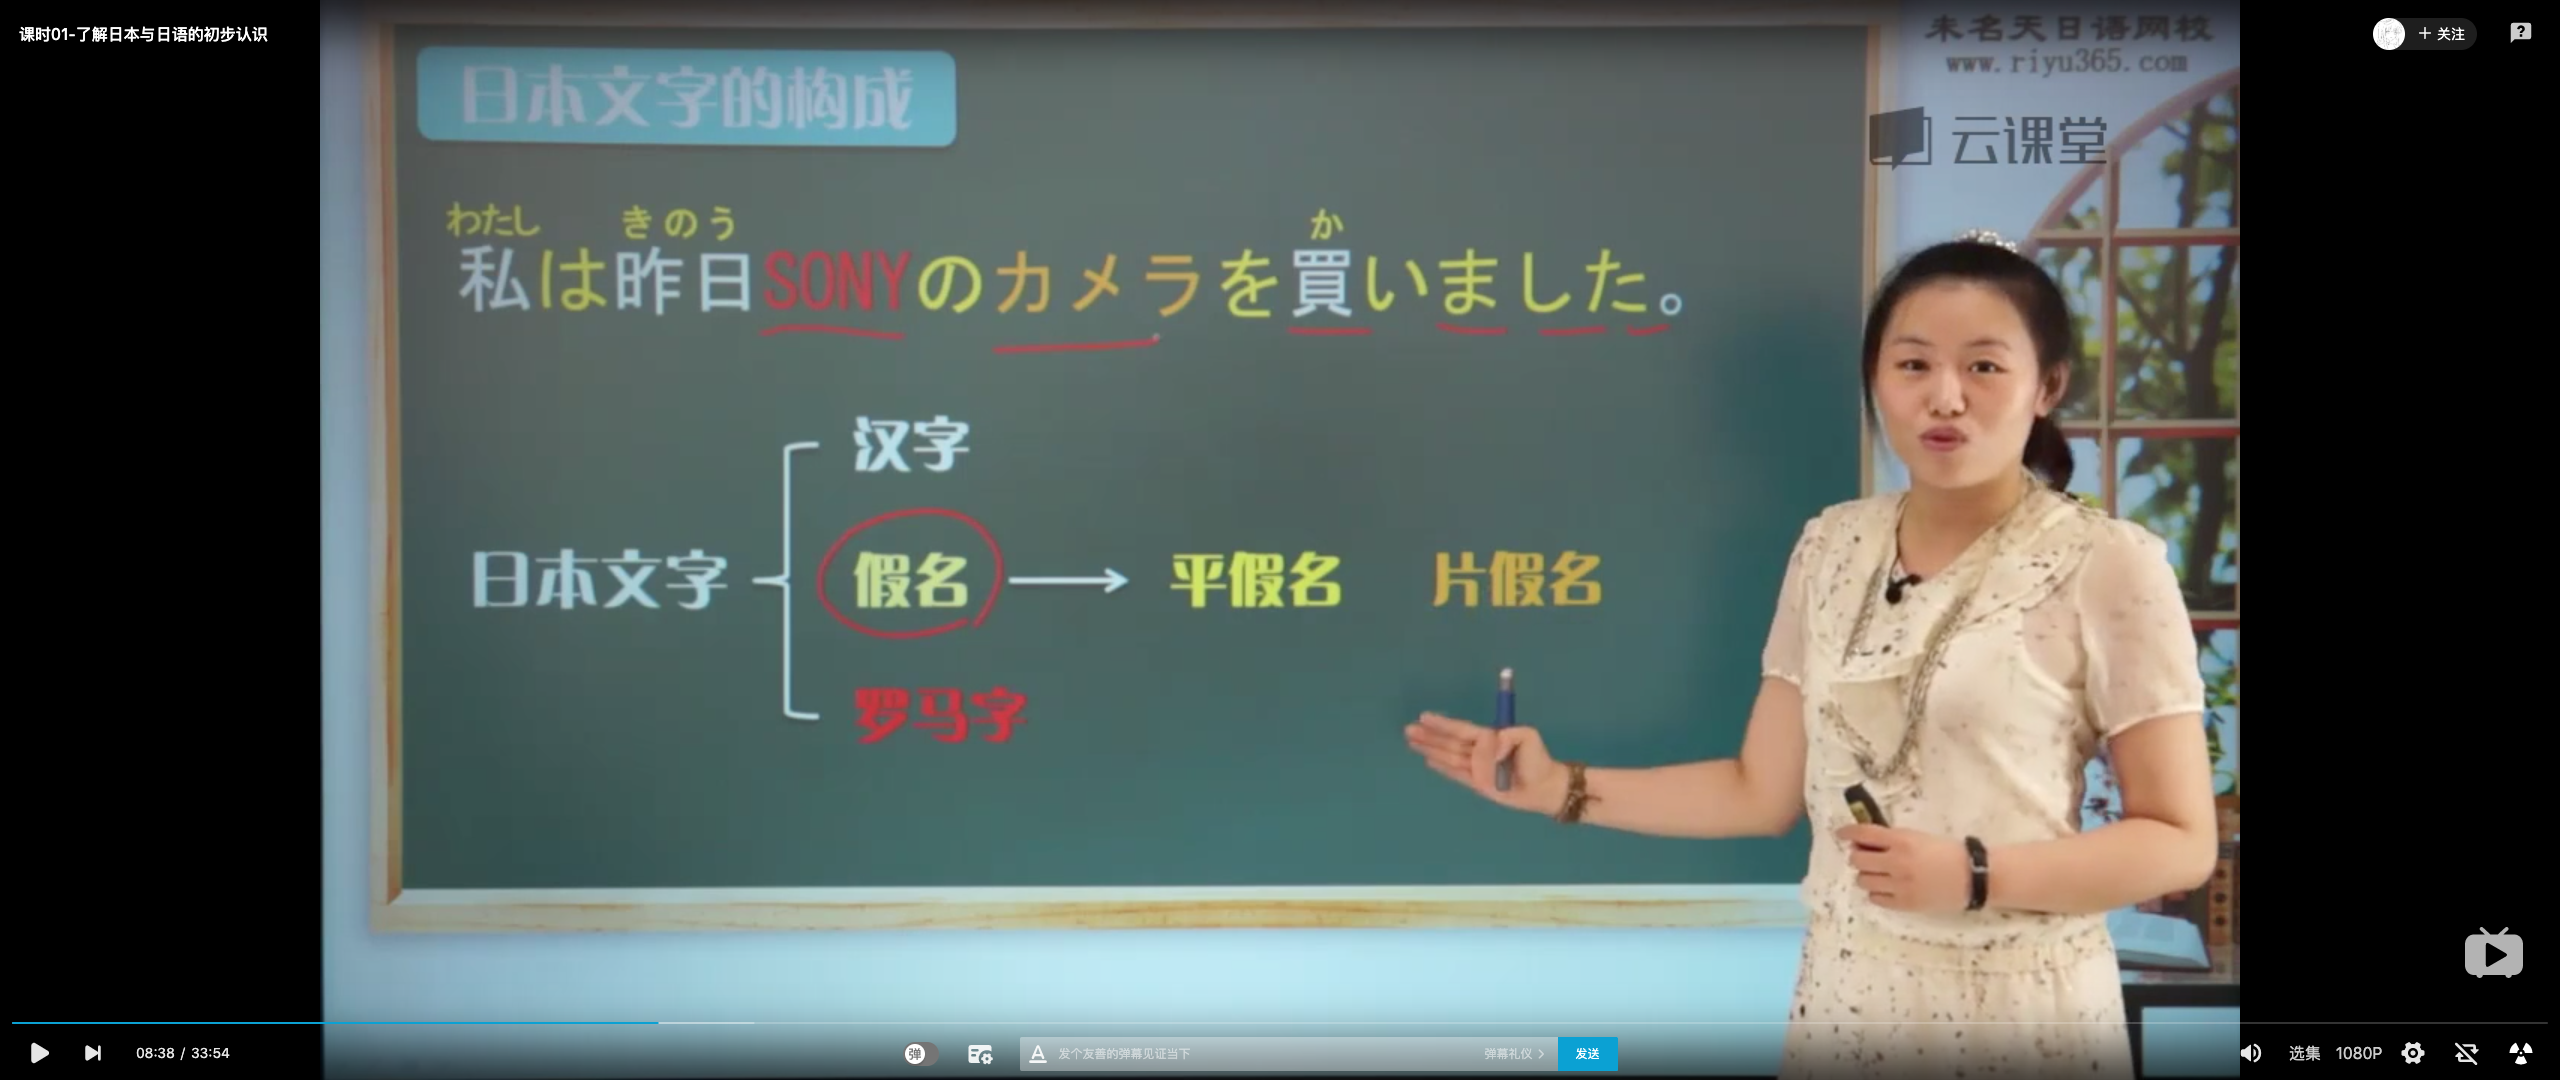 课时01-了解日本与日语的初步认识
+ 关注
未名天日语网校
www.riyu365.com
云课堂
日本文字的构成
わたし きのう か
私は昨日SONYのカメラを買いました。
汉字
日本文字 假名 平假名 片假名
罗马字
08:38 / 33:54
弹
发个友善的弹幕见证当下
弹幕礼仪
发送
选集
1080P